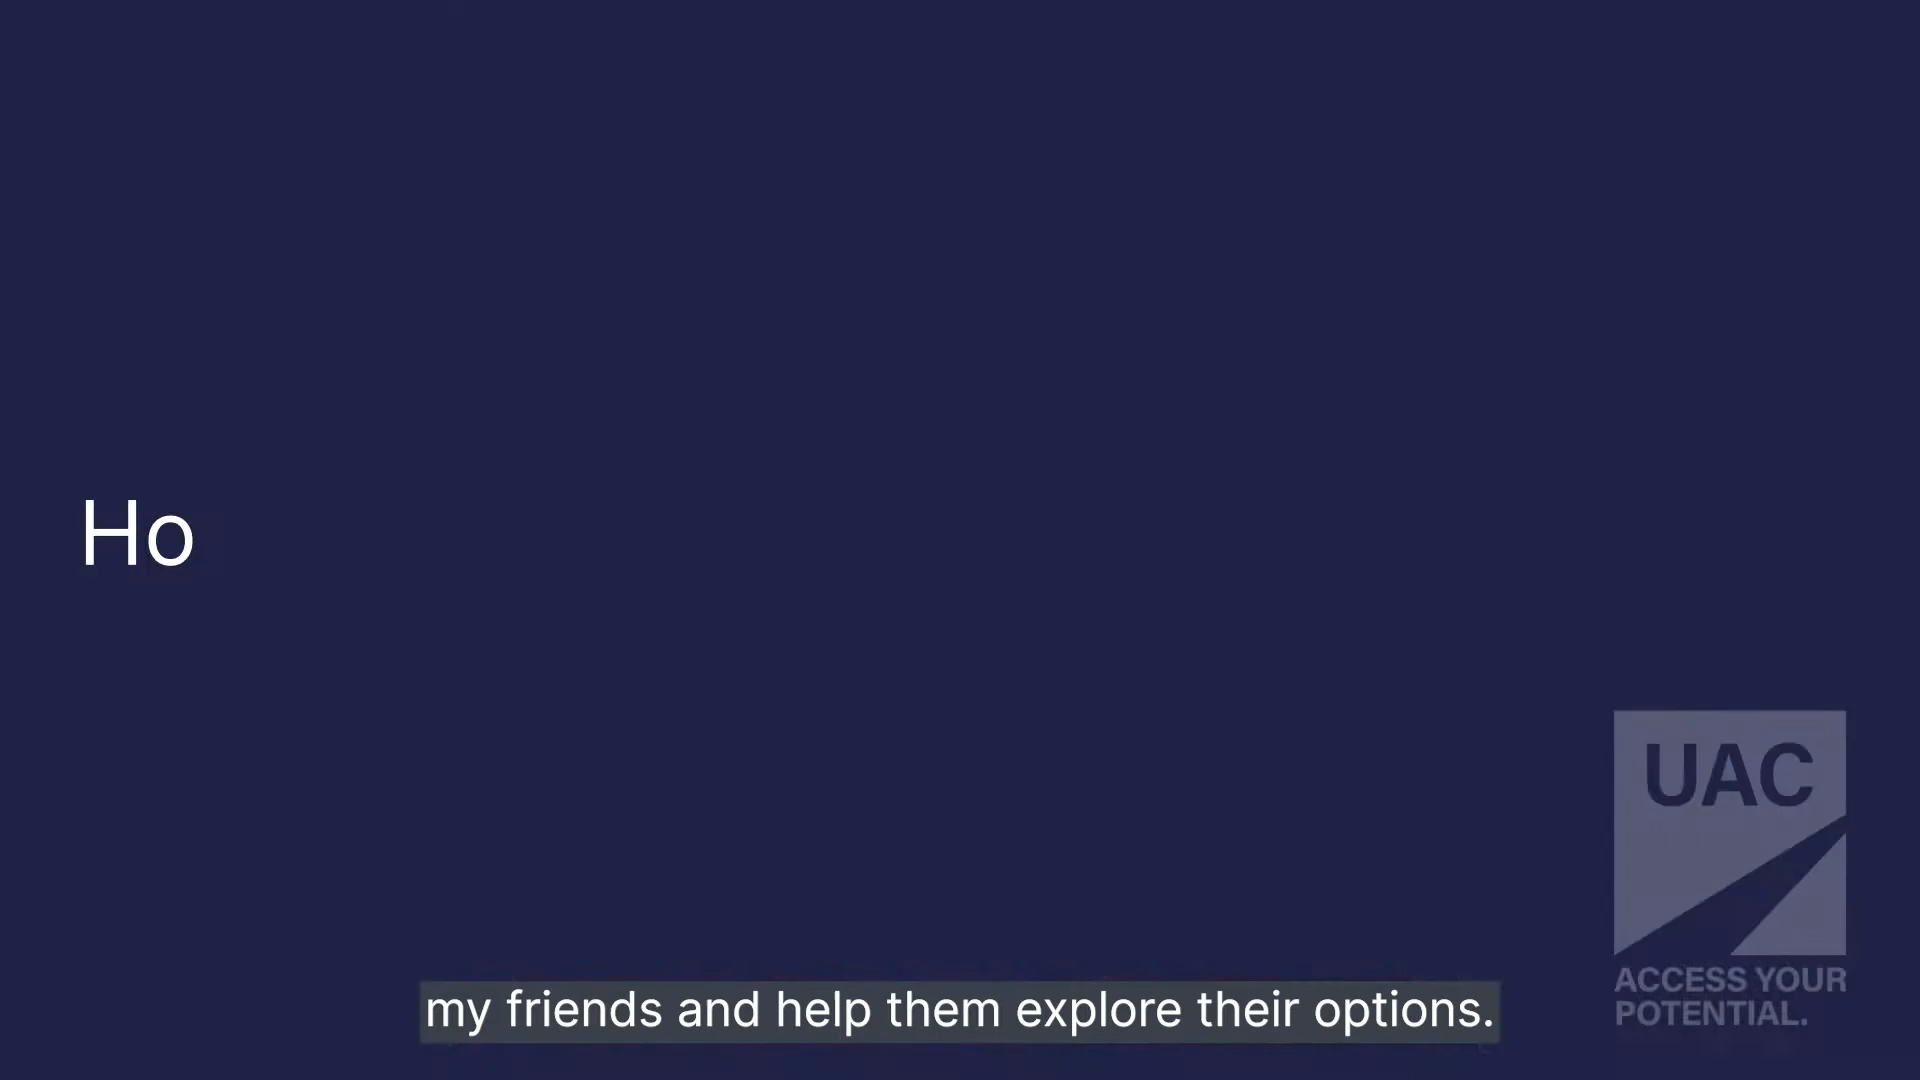 Ho
UAC
ACCESS YOUR
POTENTIAL.
my friends and help them explore their options.